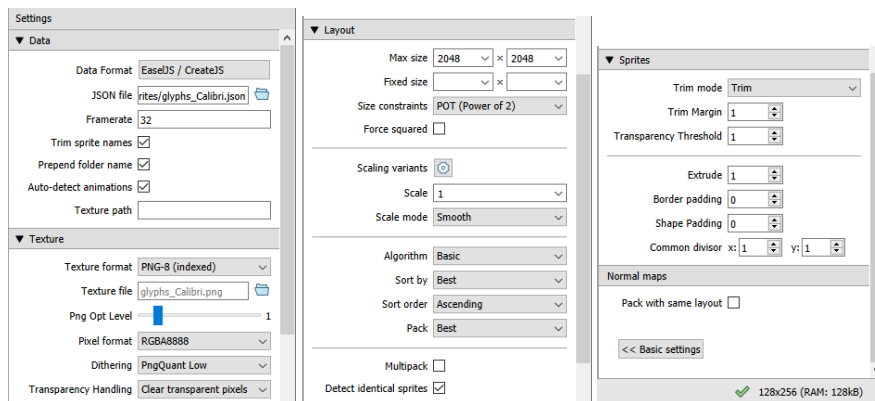 Settings
Data
Data Format EaselJS / CreateJS
JSON file rites/glyphs_Calibri.json
Framerate 32
Trim sprite names
Prepend folder name
Auto-detect animations
Texture path
Texture
Texture format PNG-8 (indexed)
Texture file glyphs_Calibri.png
Png Opt Level 1
Pixel format RGBA8888
Dithering PngQuant Low
Transparency Handling Clear transparent pixels
Layout
Max size 2048 × 2048
Fixed size ×
Size constraints POT (Power of 2)
Force squared
Scaling variants
Scale 1
Scale mode Smooth
Algorithm Basic
Sort by Best
Sort order Ascending
Pack Best
Multipack
Detect identical sprites
Sprites
Trim mode Trim
Trim Margin 1
Transparency Threshold 1
Extrude 1
Border padding 0
Shape Padding 0
Common divisor x: 1 y: 1
Normal maps
Pack with same layout
<< Basic settings
128x256 (RAM: 128kB)